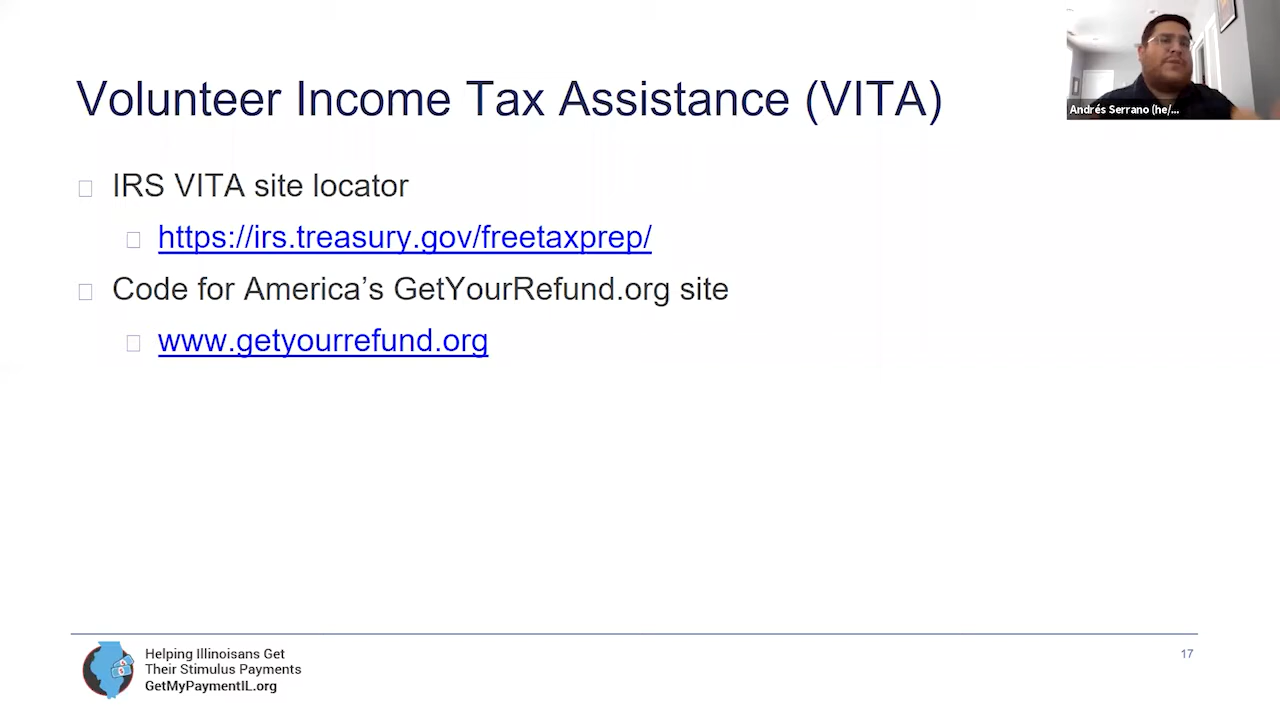 Volunteer Income Tax Assistance (VITA)
Andrés Serrano (he/...
IRS VITA site locator
https://irs.treasury.gov/freetaxprep/
Code for America’s GetYourRefund.org site
www.getyourrefund.org
Helping Illinoisans Get
Their Stimulus Payments
GetMyPaymentIL.org
17